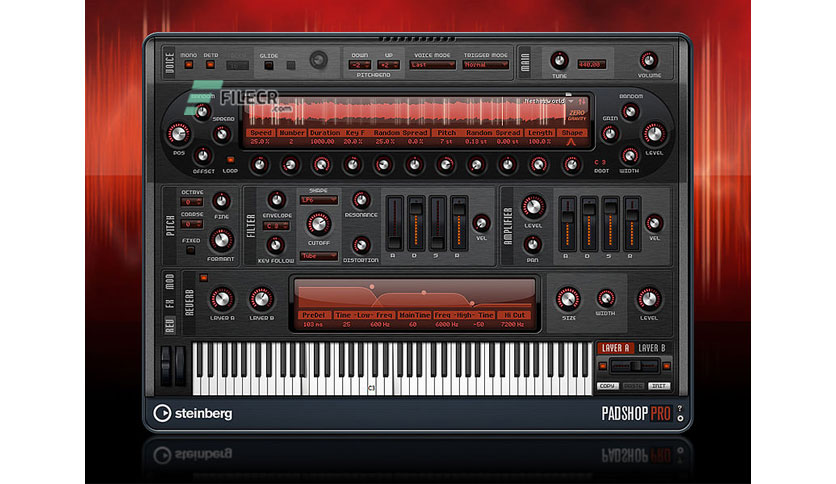 VOICE MONO RETR GLIDE DOWN UP VOICE MODE TRIGGER MODE MAIN
-2 +2 Last Normal 440.00
PITCHBEND TUNE VOLUME
FILECR
.com
RANDOM
SPREAD GAIN
ZERO
GRAVITY
Speed Number Duration Key F Random Spread Pitch Random Spread Length Shape
25.0 % 2 1000.00 20.0 % 25.0 % 0.0 % 7 st 0.13 st 0.00 st 100.0 %
POS LEVEL
OFFSET LOOP C 3 ROOT WIDTH
PITCH OCTAVE FINE
0
COARSE
0
FIXED FORMANT
FILTER ENVELOPE SHAPE RESONANCE
LP6
C 3 CUTOFF
KEY FOLLOW Tube DISTORTION
A D S R VEL
AMPLIFIER LEVEL
PAN A D S R VEL
REV FX MOD
REVERB LAYER A LAYER B
PreDel Time -Low- Freq MainTime Freq -High- Time Hi Cut
103 ms 25 600 Hz 60 6000 Hz -50 7200 Hz
SIZE WIDTH LEVEL
C3
LAYER A LAYER B
COPY PASTE INIT
steinberg PADSHOP PRO ?